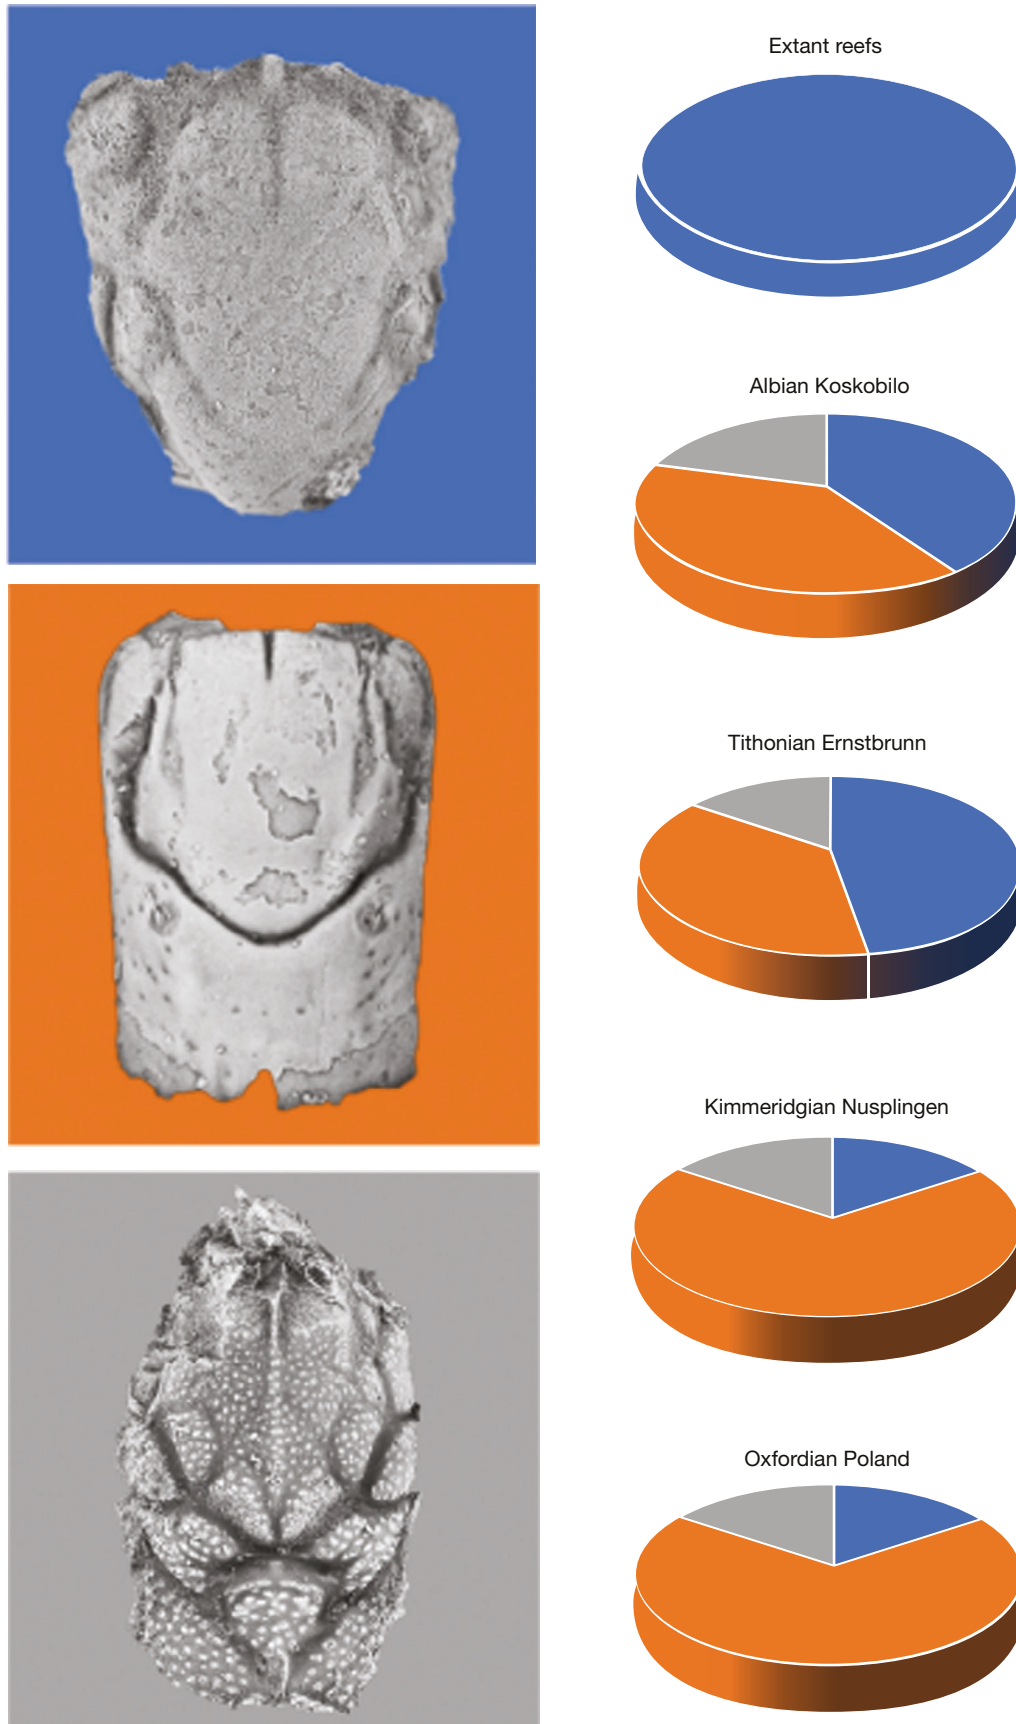 Extant reefs
Albian Koskobilo
Tithonian Ernstbrunn
Kimmeridgian Nusplingen
Oxfordian Poland